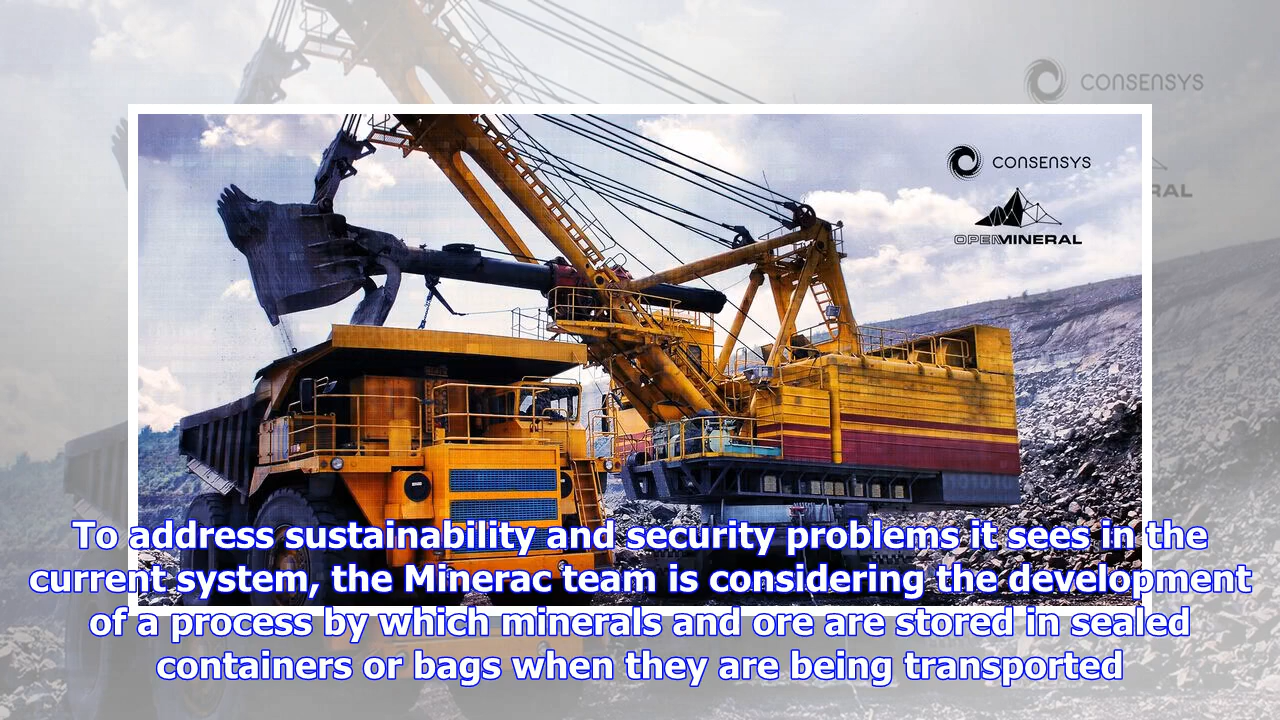 CONSENSYS
CONSENSYS
OPENMINERAL
RAL
To address sustainability and security problems it sees in the
current system, the Minerac team is considering the development
of a process by which minerals and ore are stored in sealed
containers or bags when they are being transported